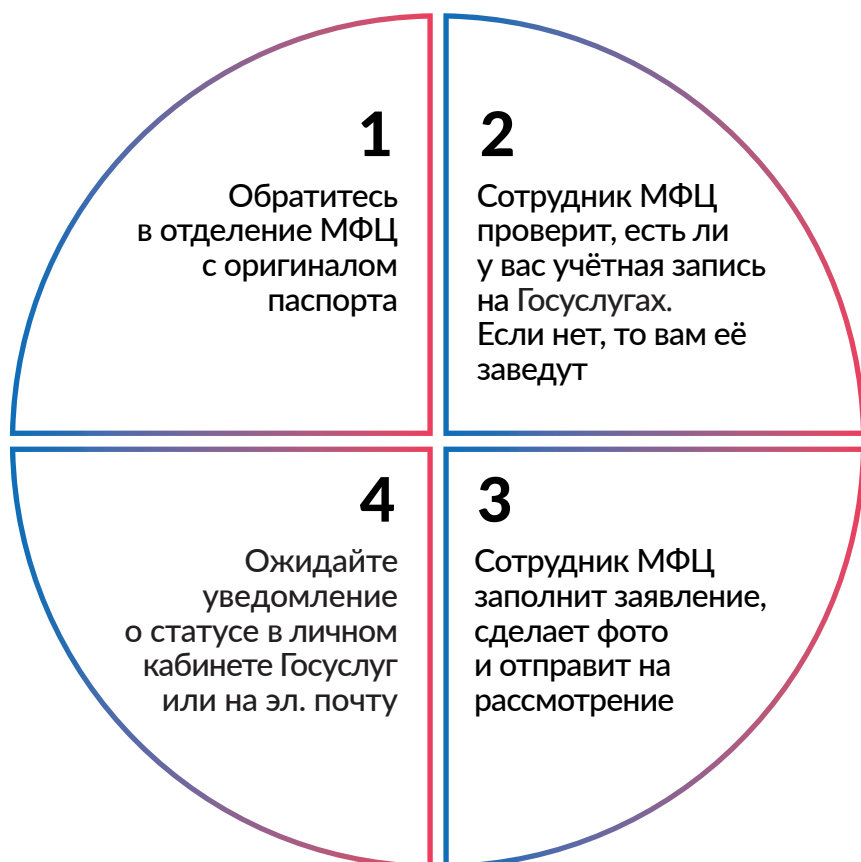 1
Обратитесь
в отделение МФЦ
с оригиналом
паспорта
2
Сотрудник МФЦ
проверит, есть ли
у вас учётная запись
на Госуслугах.
Если нет, то вам её
заведут
3
Сотрудник МФЦ
заполнит заявление,
сделает фото
и отправит на
рассмотрение
4
Ожидайте
уведомление
о статусе в личном
кабинете Госуслуг
или на эл. почту